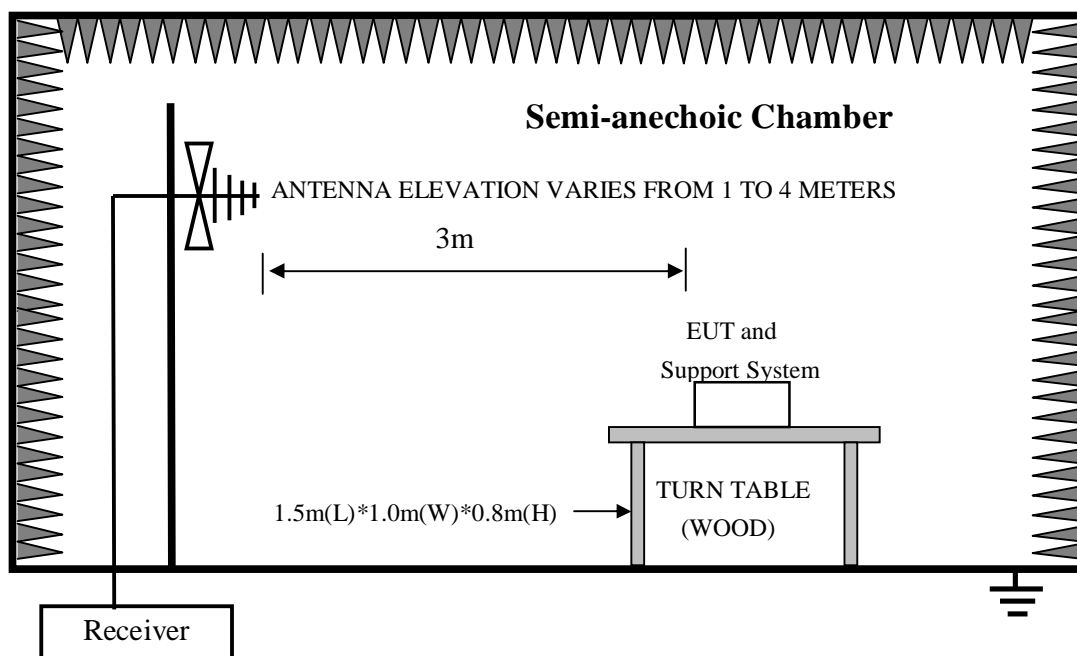 Semi-anechoic Chamber
ANTENNA ELEVATION VARIES FROM 1 TO 4 METERS
3m
EUT and
Support System
1.5m(L)*1.0m(W)*0.8m(H)
TURN TABLE
(WOOD)
Receiver